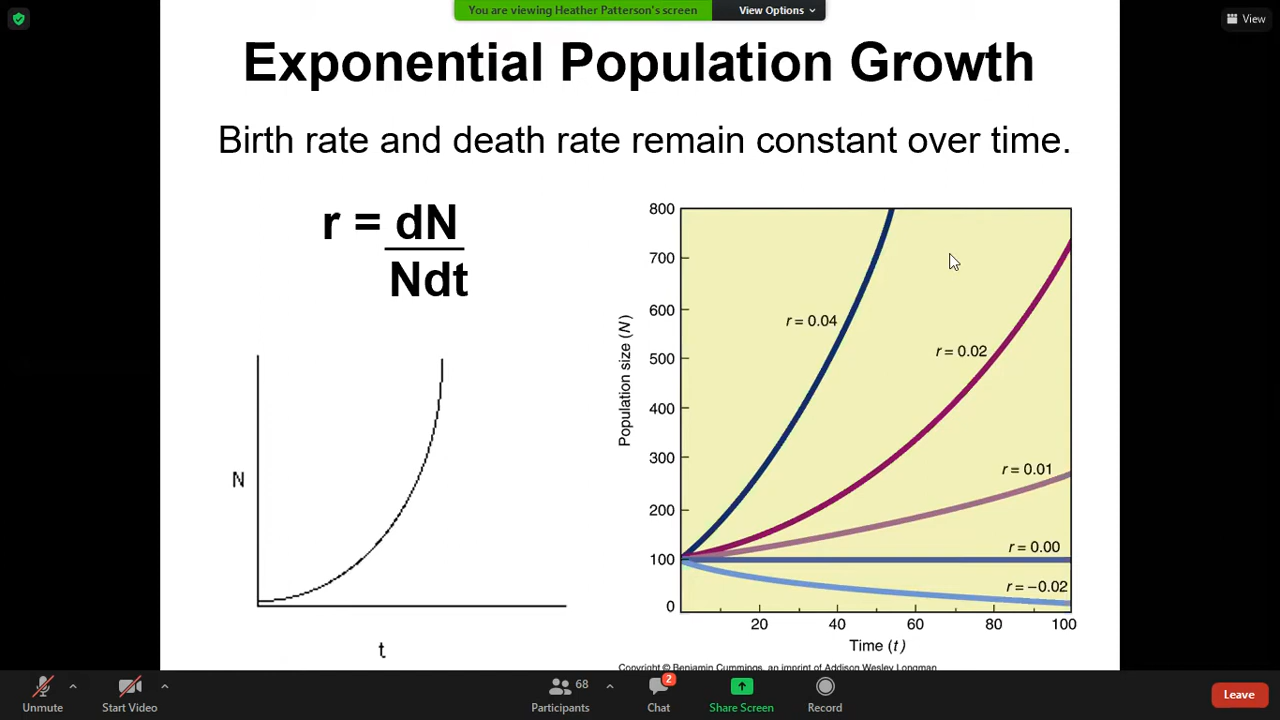 You are viewing Heather Patterson's screen
View Options
View
Exponential Population Growth
Birth rate and death rate remain constant over time.
r = dN
Ndt
N
t
800
700
600
500
400
300
200
100
0
Population size (N)
r = 0.04
r = 0.02
r = 0.01
r = 0.00
r = −0.02
20 40 60 80 100
Time (t)
Copyright © Benjamin Cummings, an imprint of Addison Wesley Longman
Unmute
Start Video
68
Participants
2
Chat
Share Screen
Record
Leave